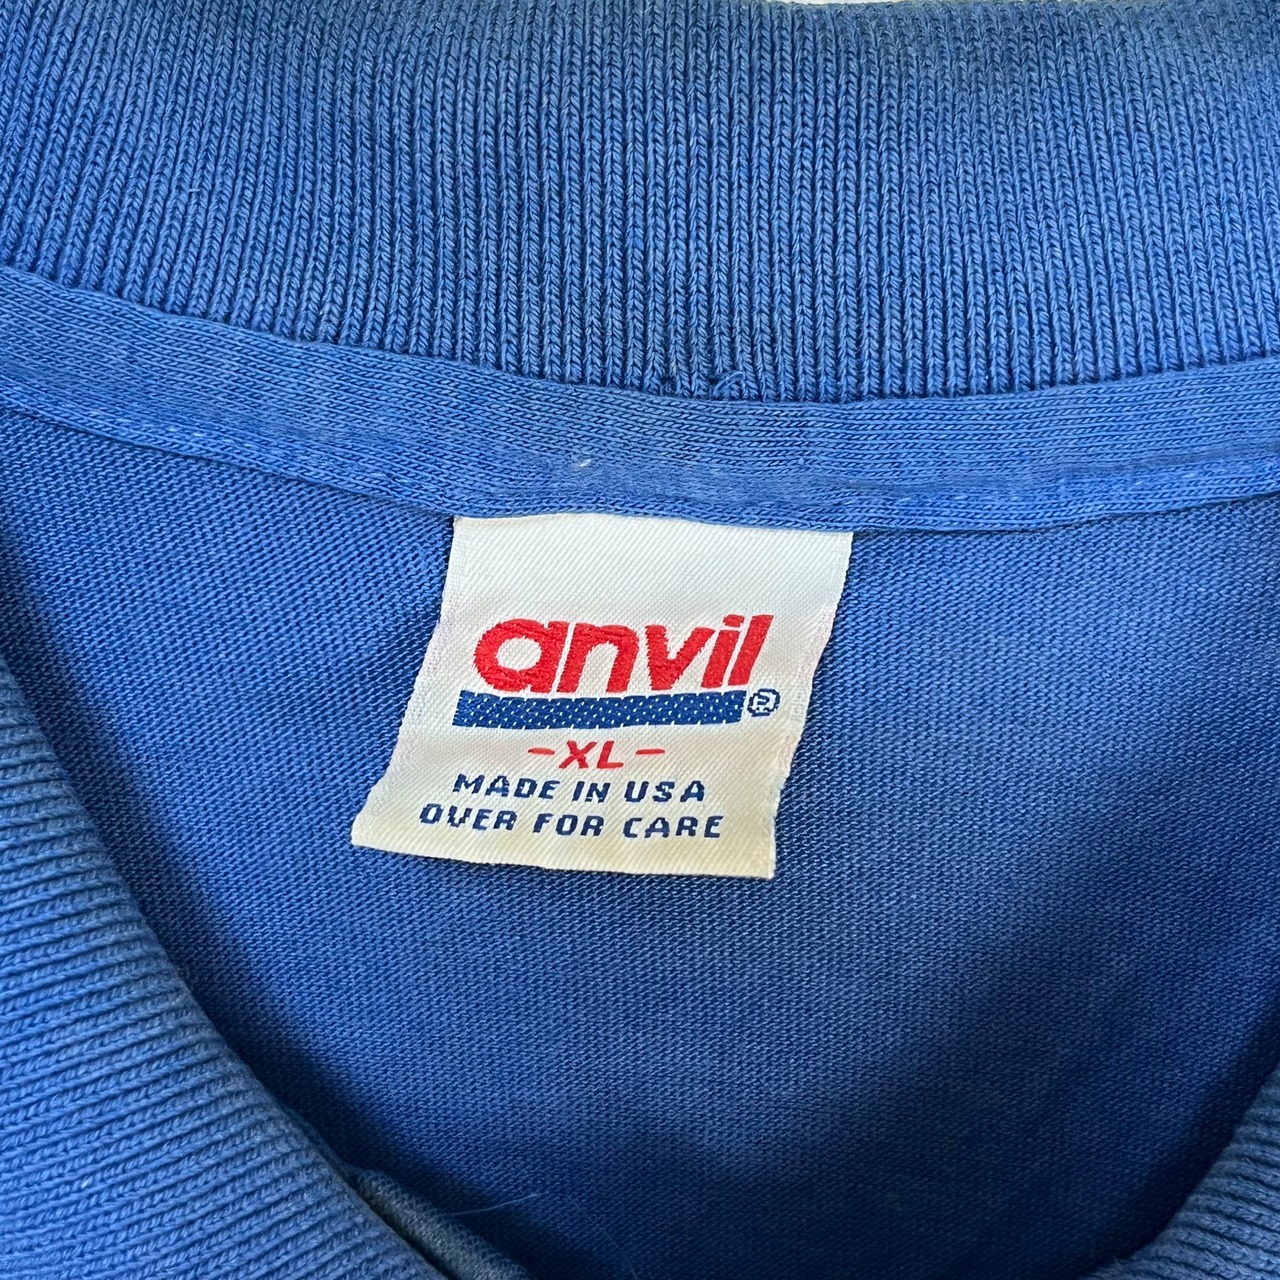 anvil®
-XL-
MADE IN USA
OVER FOR CARE